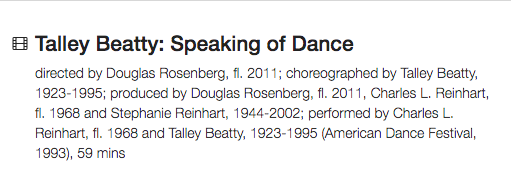 Talley Beatty: Speaking of Dance
directed by Douglas Rosenberg, fl. 2011; choreographed by Talley Beatty,
1923-1995; produced by Douglas Rosenberg, fl. 2011, Charles L. Reinhart,
fl. 1968 and Stephanie Reinhart, 1944-2002; performed by Charles L.
Reinhart, fl. 1968 and Talley Beatty, 1923-1995 (American Dance Festival,
1993), 59 mins